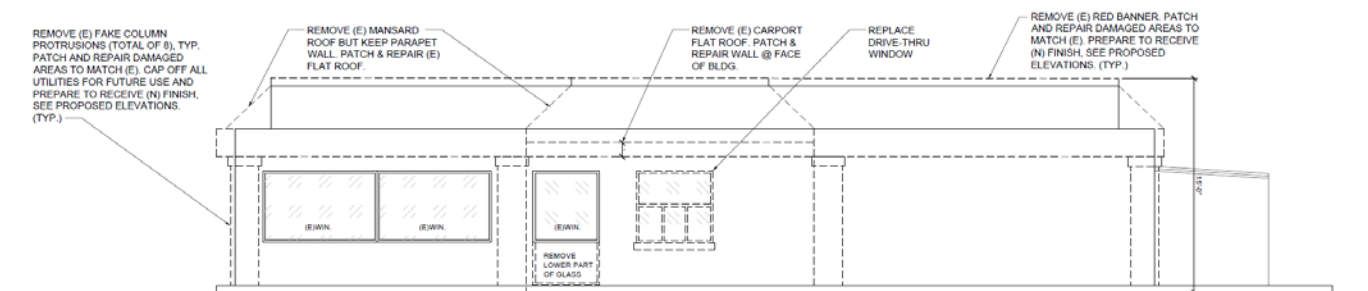 REMOVE (E) FAKE COLUMN
PROTRUSIONS (TOTAL OF 8), TYP.
PATCH AND REPAIR DAMAGED
AREAS TO MATCH (E). CAP OFF ALL
UTILITIES FOR FUTURE USE AND
PREPARE TO RECEIVE (N) FINISH,
SEE PROPOSED ELEVATIONS.
(TYP.)
REMOVE (E) MANSARD
ROOF BUT KEEP PARAPET
WALL. PATCH & REPAIR (E)
FLAT ROOF.
REMOVE (E) CARPORT
FLAT ROOF. PATCH &
REPAIR WALL @ FACE
OF BLDG.
REPLACE
DRIVE-THRU
WINDOW
REMOVE (E) RED BANNER. PATCH
AND REPAIR DAMAGED AREAS TO
MATCH (E). PREPARE TO RECEIVE
(N) FINISH, SEE PROPOSED
ELEVATIONS. (TYP.)
(E)WIN.
(E)WIN.
REMOVE
LOWER PART
OF GLASS